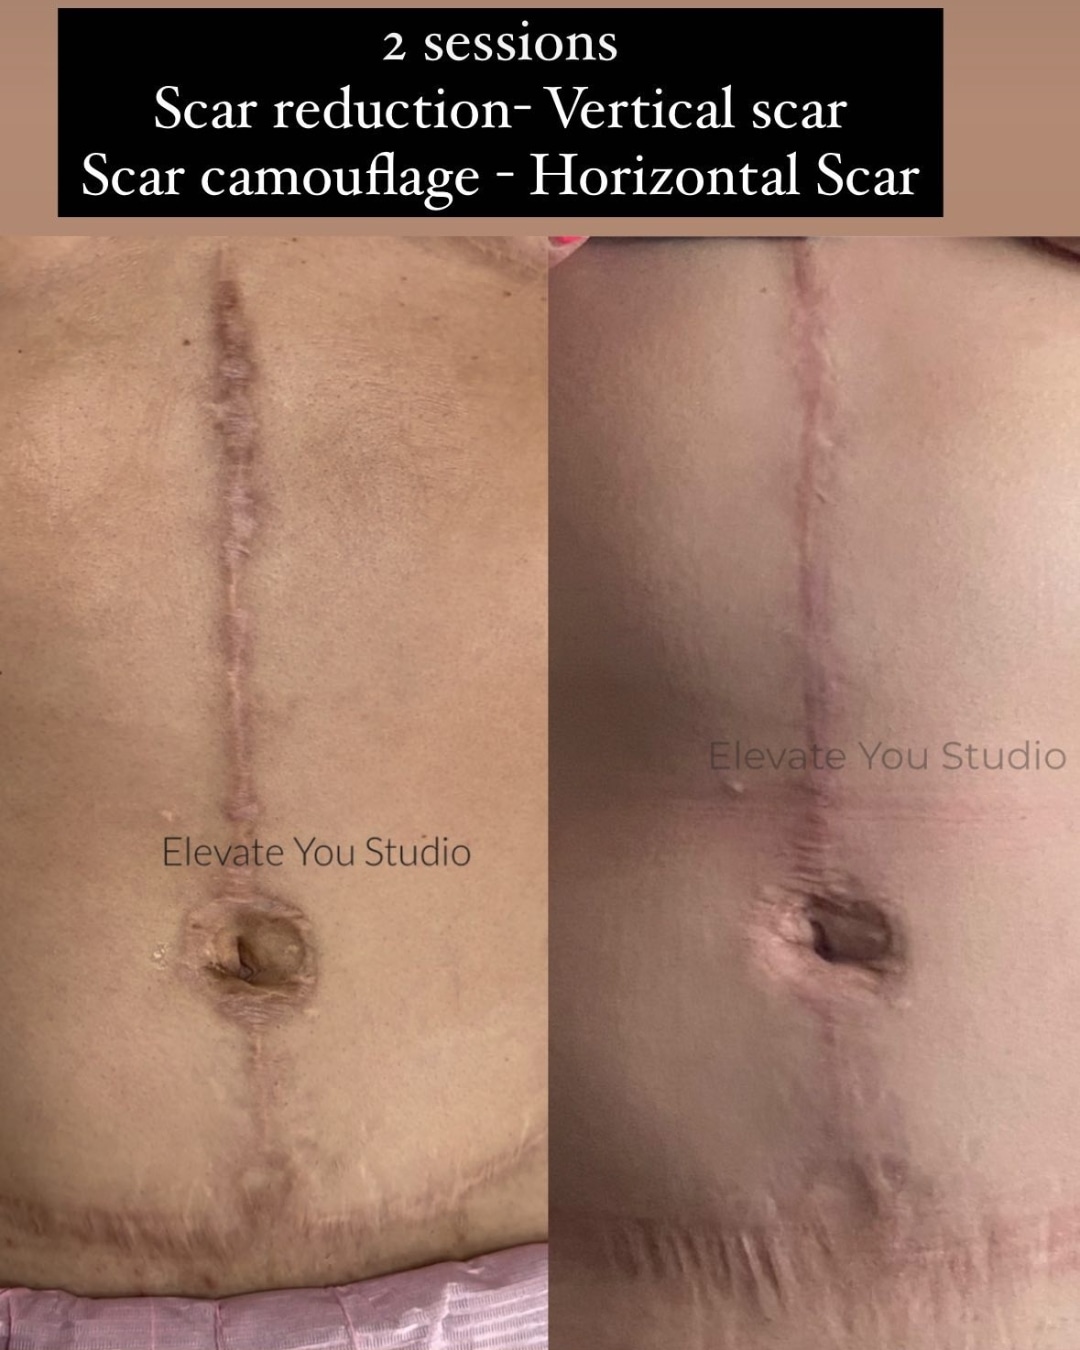 2 sessions
Scar reduction- Vertical scar
Scar camouflage - Horizontal Scar
Elevate You Studio
Elevate You Studio